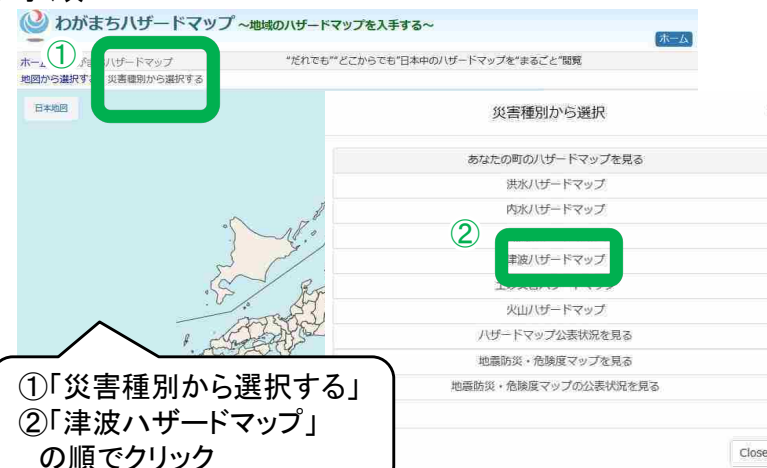 わがまちハザードマップ ~地域のハザードマップを入手する~
ホーム
①
ハザードマップ
"だれでも""どこからでも"日本中のハザードマップを"まるごと"閲覧
地図から選択す
災害種別から選択する
日本地図
災害種別から選択
あなたの町のハザードマップを見る
洪水ハザードマップ
内水ハザードマップ
②
津波ハザードマップ
火山ハザードマップ
ハザードマップ公表状況を見る
地震防災・危険度マップを見る
地震防災・危険度マップの公表状況を見る
Close
①「災害種別から選択する」
②「津波ハザードマップ」
の順でクリック